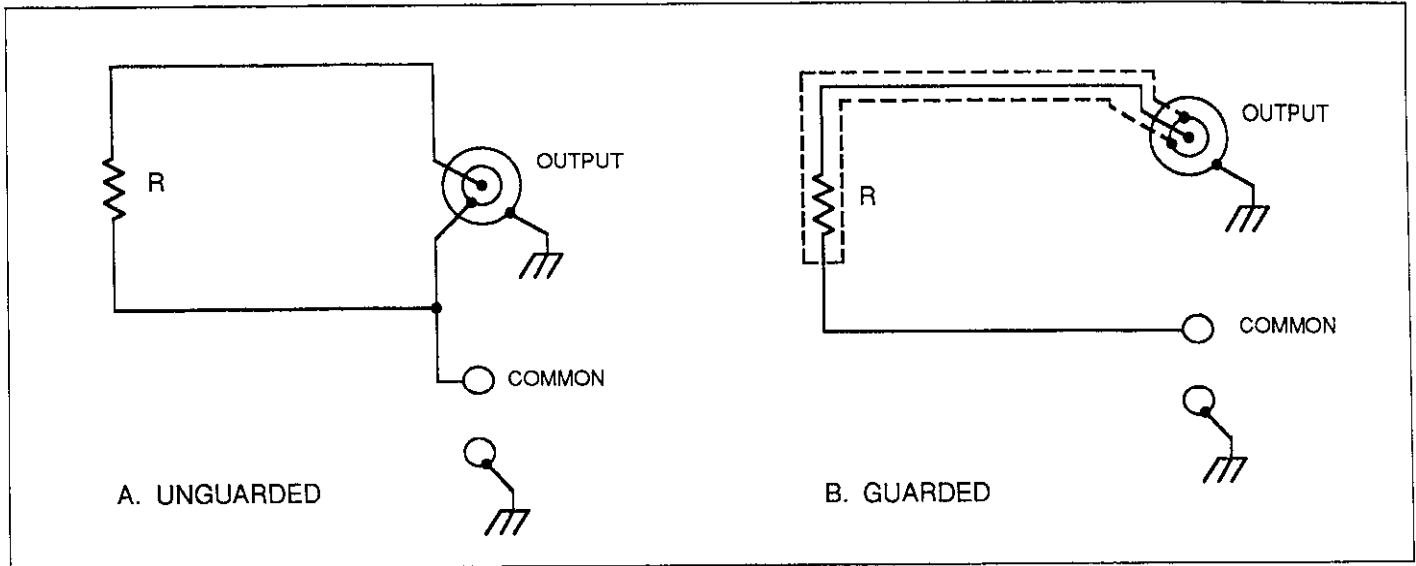 OUTPUT
R
COMMON
A. UNGUARDED
OUTPUT
R
COMMON
B. GUARDED